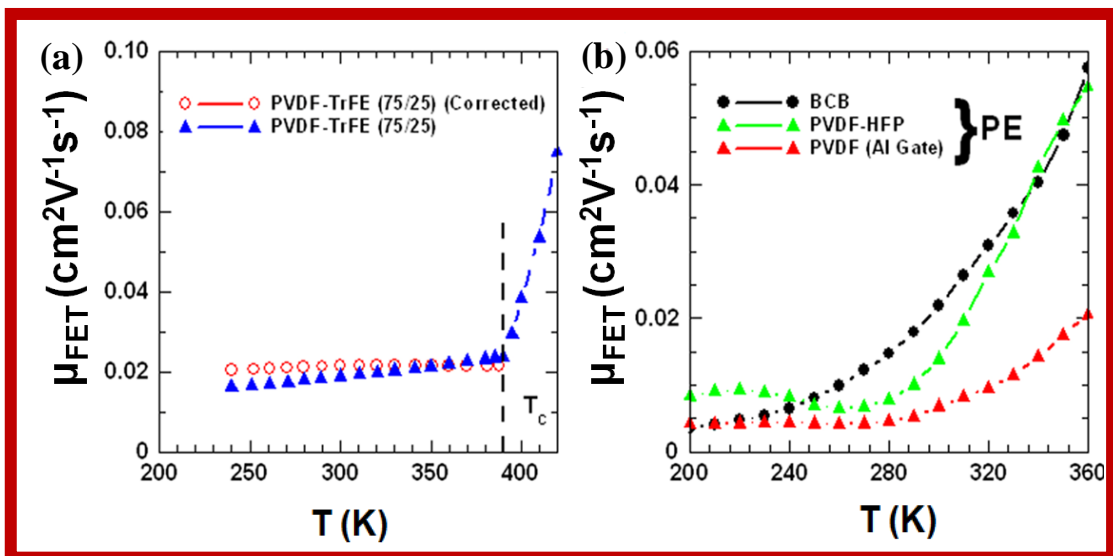 (a)
μFET (cm2V-1s-1)
0.10
0.08
0.06
0.04
0.02
0
PVDF-TrFE (75/25) (Corrected)
PVDF-TrFE (75/25)
Tc
200 250 300 350 400
T (K)
(b)
μFET (cm2V-1s-1)
0.06
0.04
0.02
0
BCB
PVDF-HFP
PVDF (Al Gate)
} PE
200 240 280 320 360
T (K)